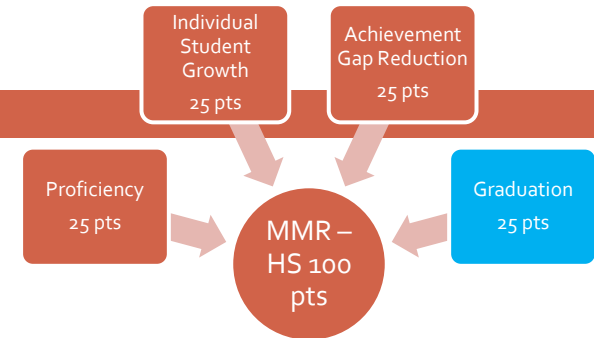 Individual
Student
Growth
25 pts
Achievement
Gap Reduction
25 pts
Proficiency
25 pts
Graduation
25 pts
MMR –
HS 100
pts